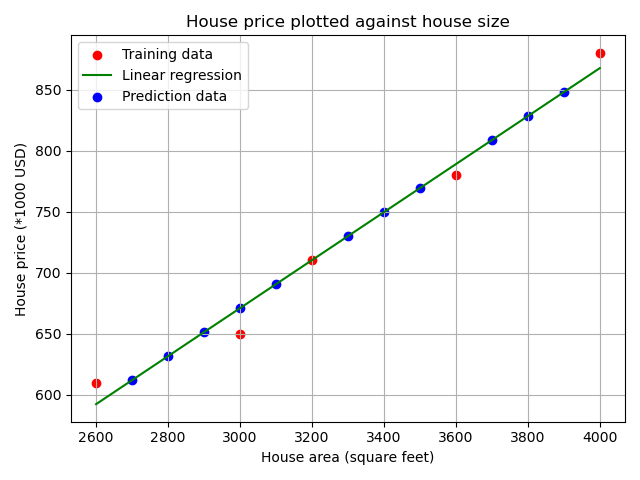 House price plotted against house size
Training data
Linear regression
Prediction data
House price (*1000 USD)
850
800
750
700
650
600
2600 2800 3000 3200 3400 3600 3800 4000
House area (square feet)